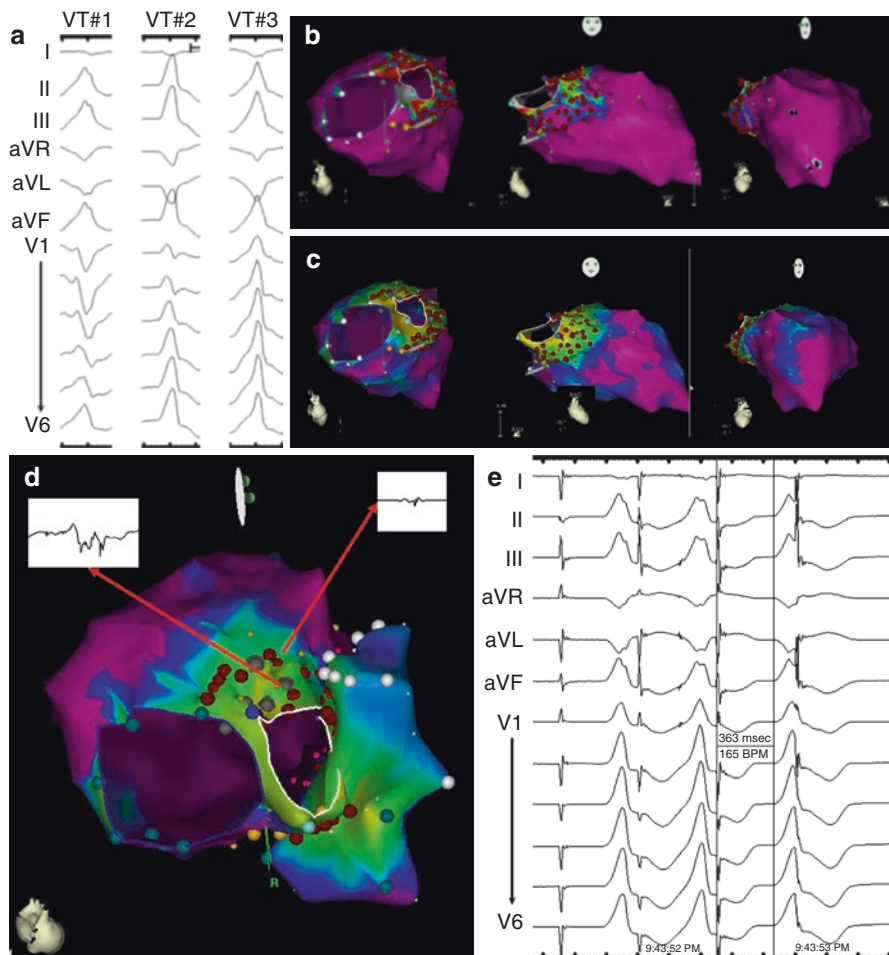 a
VT#1 VT#2 VT#3
I
II
III
aVR
aVL
aVF
V1
V6
b
c
d
R
e
I
II
III
aVR
aVL
aVF
V1
363 msec
165 BPM
V6
9:43:52 PM 9:43:53 PM